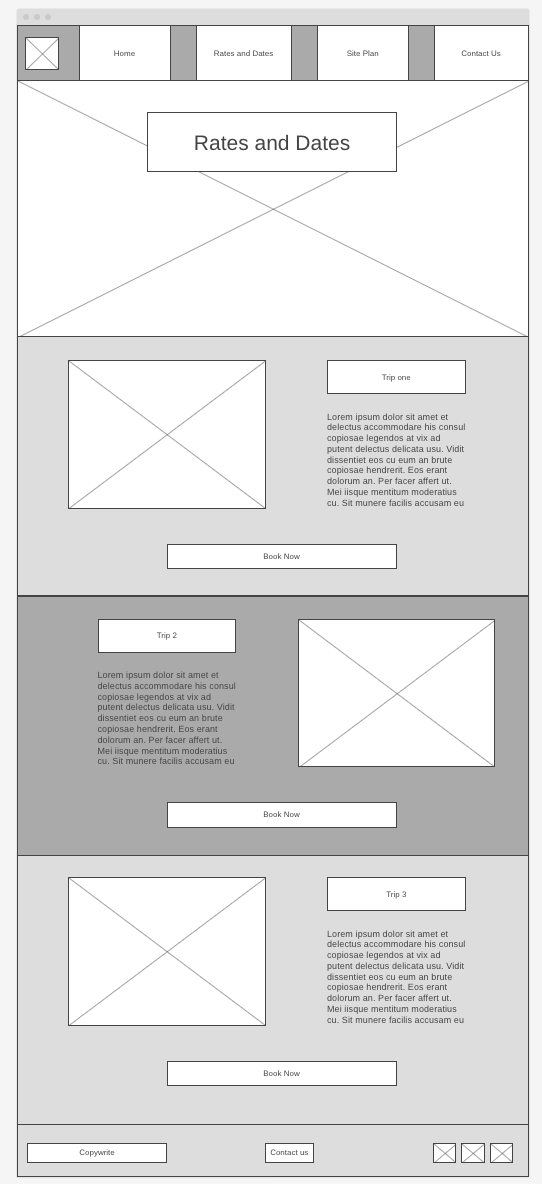 Home
Rates and Dates
Site Plan
Contact Us
Rates and Dates
Trip one
Lorem ipsum dolor sit amet et
delectus accommodare his consul
copiosae legendos at vix ad
putent delectus delicata usu. Vidit
dissentiet eos cu eum an brute
copiosae hendrerit. Eos erant
dolorum an. Per facer affert ut.
Mei iisque mentitum moderatius
cu. Sit munere facilis accusam eu
Book Now
Trip 2
Lorem ipsum dolor sit amet et
delectus accommodare his consul
copiosae legendos at vix ad
putent delectus delicata usu. Vidit
dissentiet eos cu eum an brute
copiosae hendrerit. Eos erant
dolorum an. Per facer affert ut.
Mei iisque mentitum moderatius
cu. Sit munere facilis accusam eu
Book Now
Trip 3
Lorem ipsum dolor sit amet et
delectus accommodare his consul
copiosae legendos at vix ad
putent delectus delicata usu. Vidit
dissentiet eos cu eum an brute
copiosae hendrerit. Eos erant
dolorum an. Per facer affert ut.
Mei iisque mentitum moderatius
cu. Sit munere facilis accusam eu
Book Now
Copywrite
Contact us